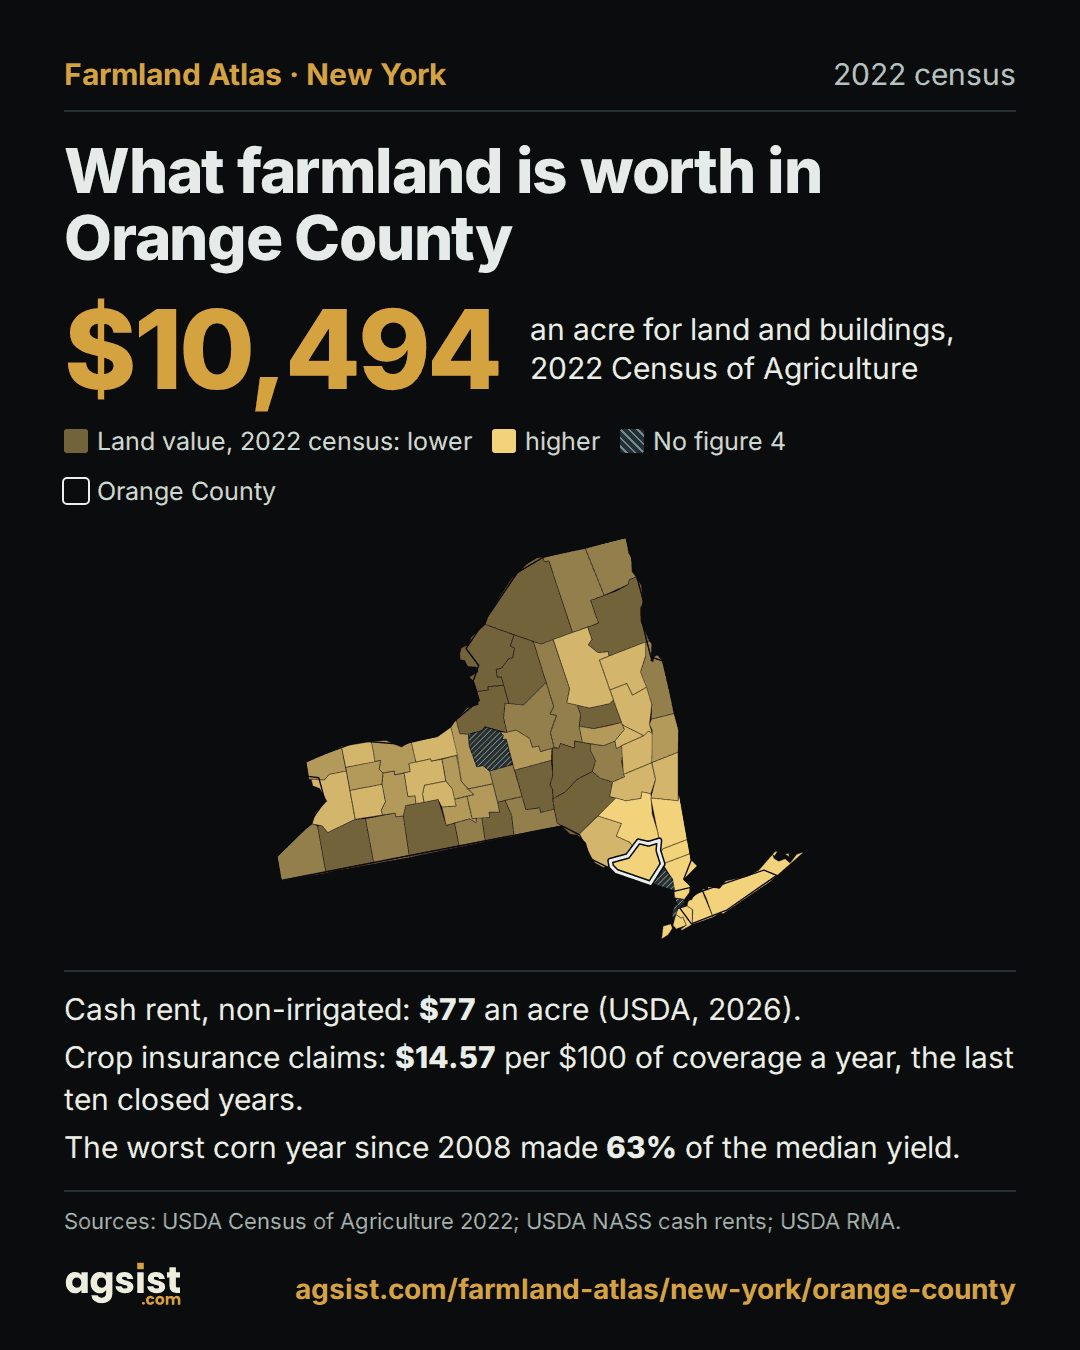 Farmland Atlas · New York
2022 census
What farmland is worth in
Orange County
$10,494
an acre for land and buildings,
2022 Census of Agriculture
Land value, 2022 census: lower
higher
No figure 4
Orange County
Cash rent, non-irrigated: $77 an acre (USDA, 2026).
Crop insurance claims: $14.57 per $100 of coverage a year, the last
ten closed years.
The worst corn year since 2008 made 63% of the median yield.
Sources: USDA Census of Agriculture 2022; USDA NASS cash rents; USDA RMA.
agsist
.com
agsist.com/farmland-atlas/new-york/orange-county